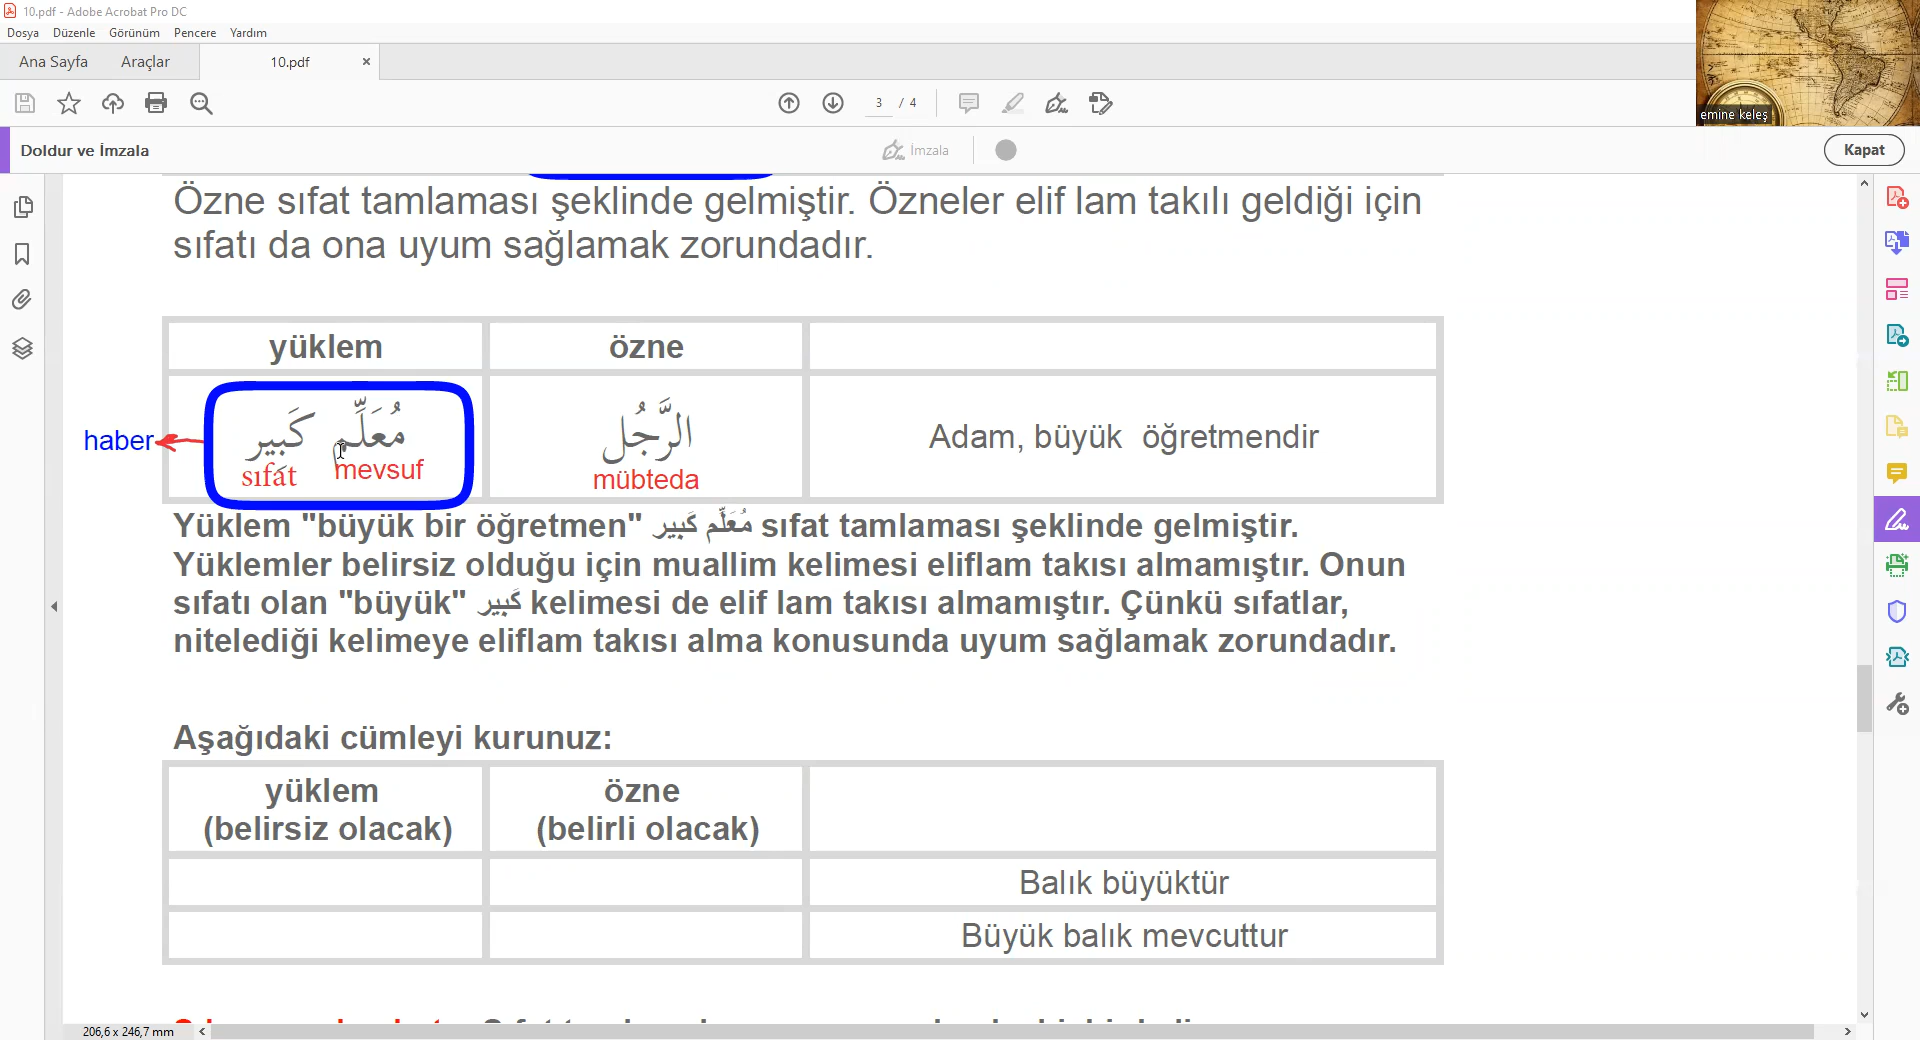 10.pdf - Adobe Acrobat Pro DC
Dosya Düzenle Görünüm Pencere Yardım
Ana Sayfa Araçlar 10.pdf ×
3 / 4
emine keleş
Doldur ve İmzala İmzala Kapat
Özne sıfat tamlaması şeklinde gelmiştir. Özneler elif lam takılı geldiği için
sıfatı da ona uyum sağlamak zorundadır.
yüklem özne
haber مُعَلِّم كَبِير الرَّجُل Adam, büyük öğretmendir
sıfat mevsuf mübteda
Yüklem "büyük bir öğretmen" مُعَلِّم كَبير sıfat tamlaması şeklinde gelmiştir.
Yüklemler belirsiz olduğu için muallim kelimesi eliflam takısı almamıştır. Onun
sıfatı olan "büyük" كَبير kelimesi de elif lam takısı almamıştır. Çünkü sıfatlar,
nitelediği kelimeye eliflam takısı alma konusunda uyum sağlamak zorundadır.
Aşağıdaki cümleyi kurunuz:
yüklem özne
(belirsiz olacak) (belirli olacak)
Balık büyüktür
Büyük balık mevcuttur
206,6 x 246,7 mm